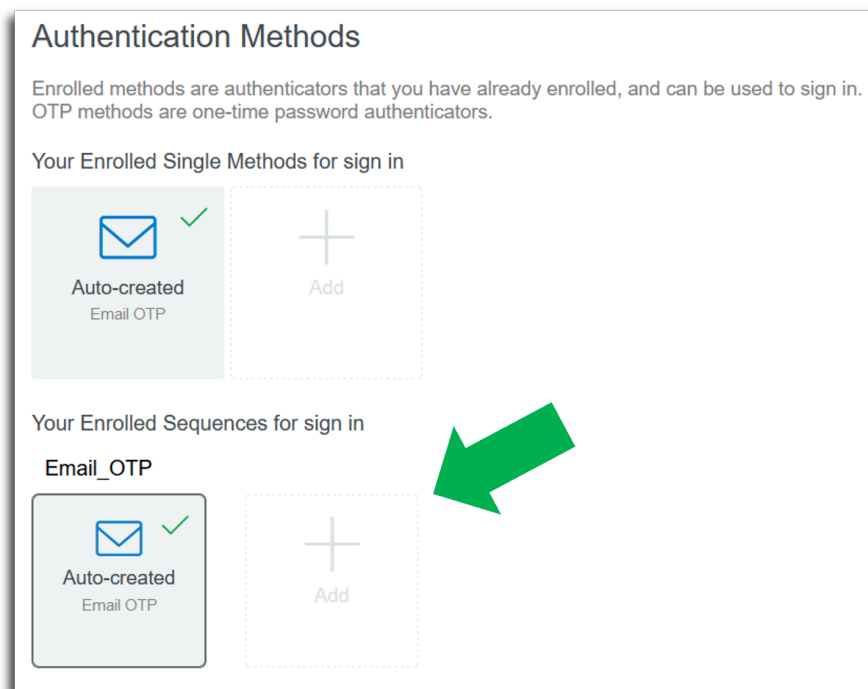 Authentication Methods
Enrolled methods are authenticators that you have already enrolled, and can be used to sign in.
OTP methods are one-time password authenticators.
Your Enrolled Single Methods for sign in
Auto-created
Email OTP
Add
Your Enrolled Sequences for sign in
Email_OTP
Auto-created
Email OTP
Add